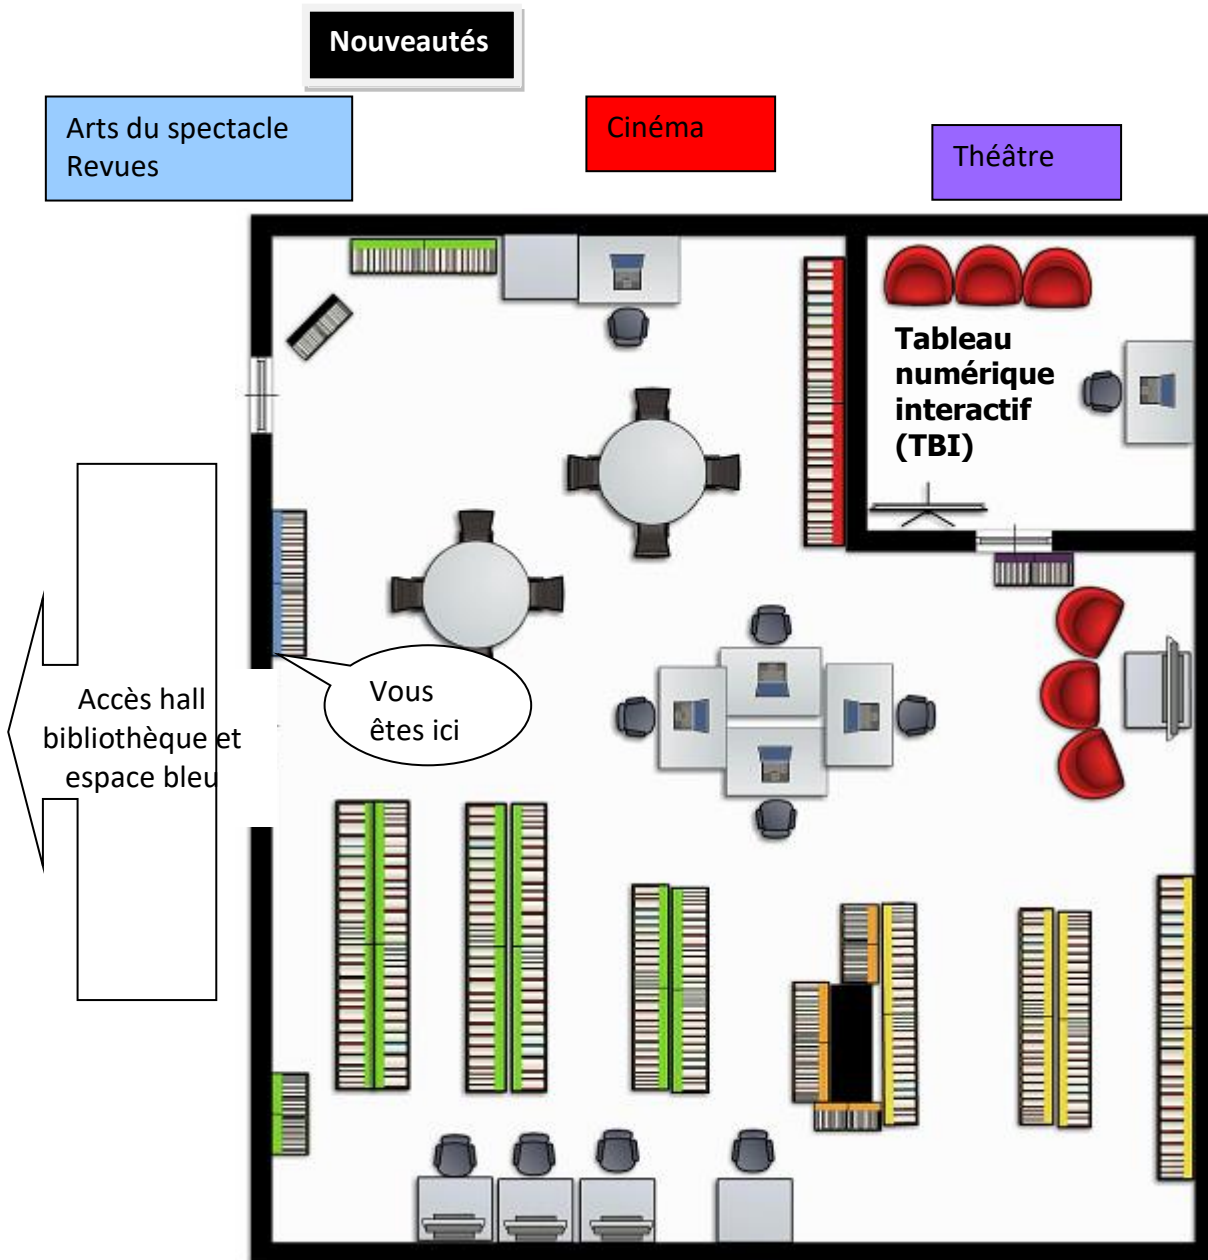 Nouveautés
Arts du spectacle
Revues
Cinéma
Théâtre
Tableau
numérique
interactif
(TBI)
Vous
êtes ici
Accès hall
bibliothèque et
espace bleu